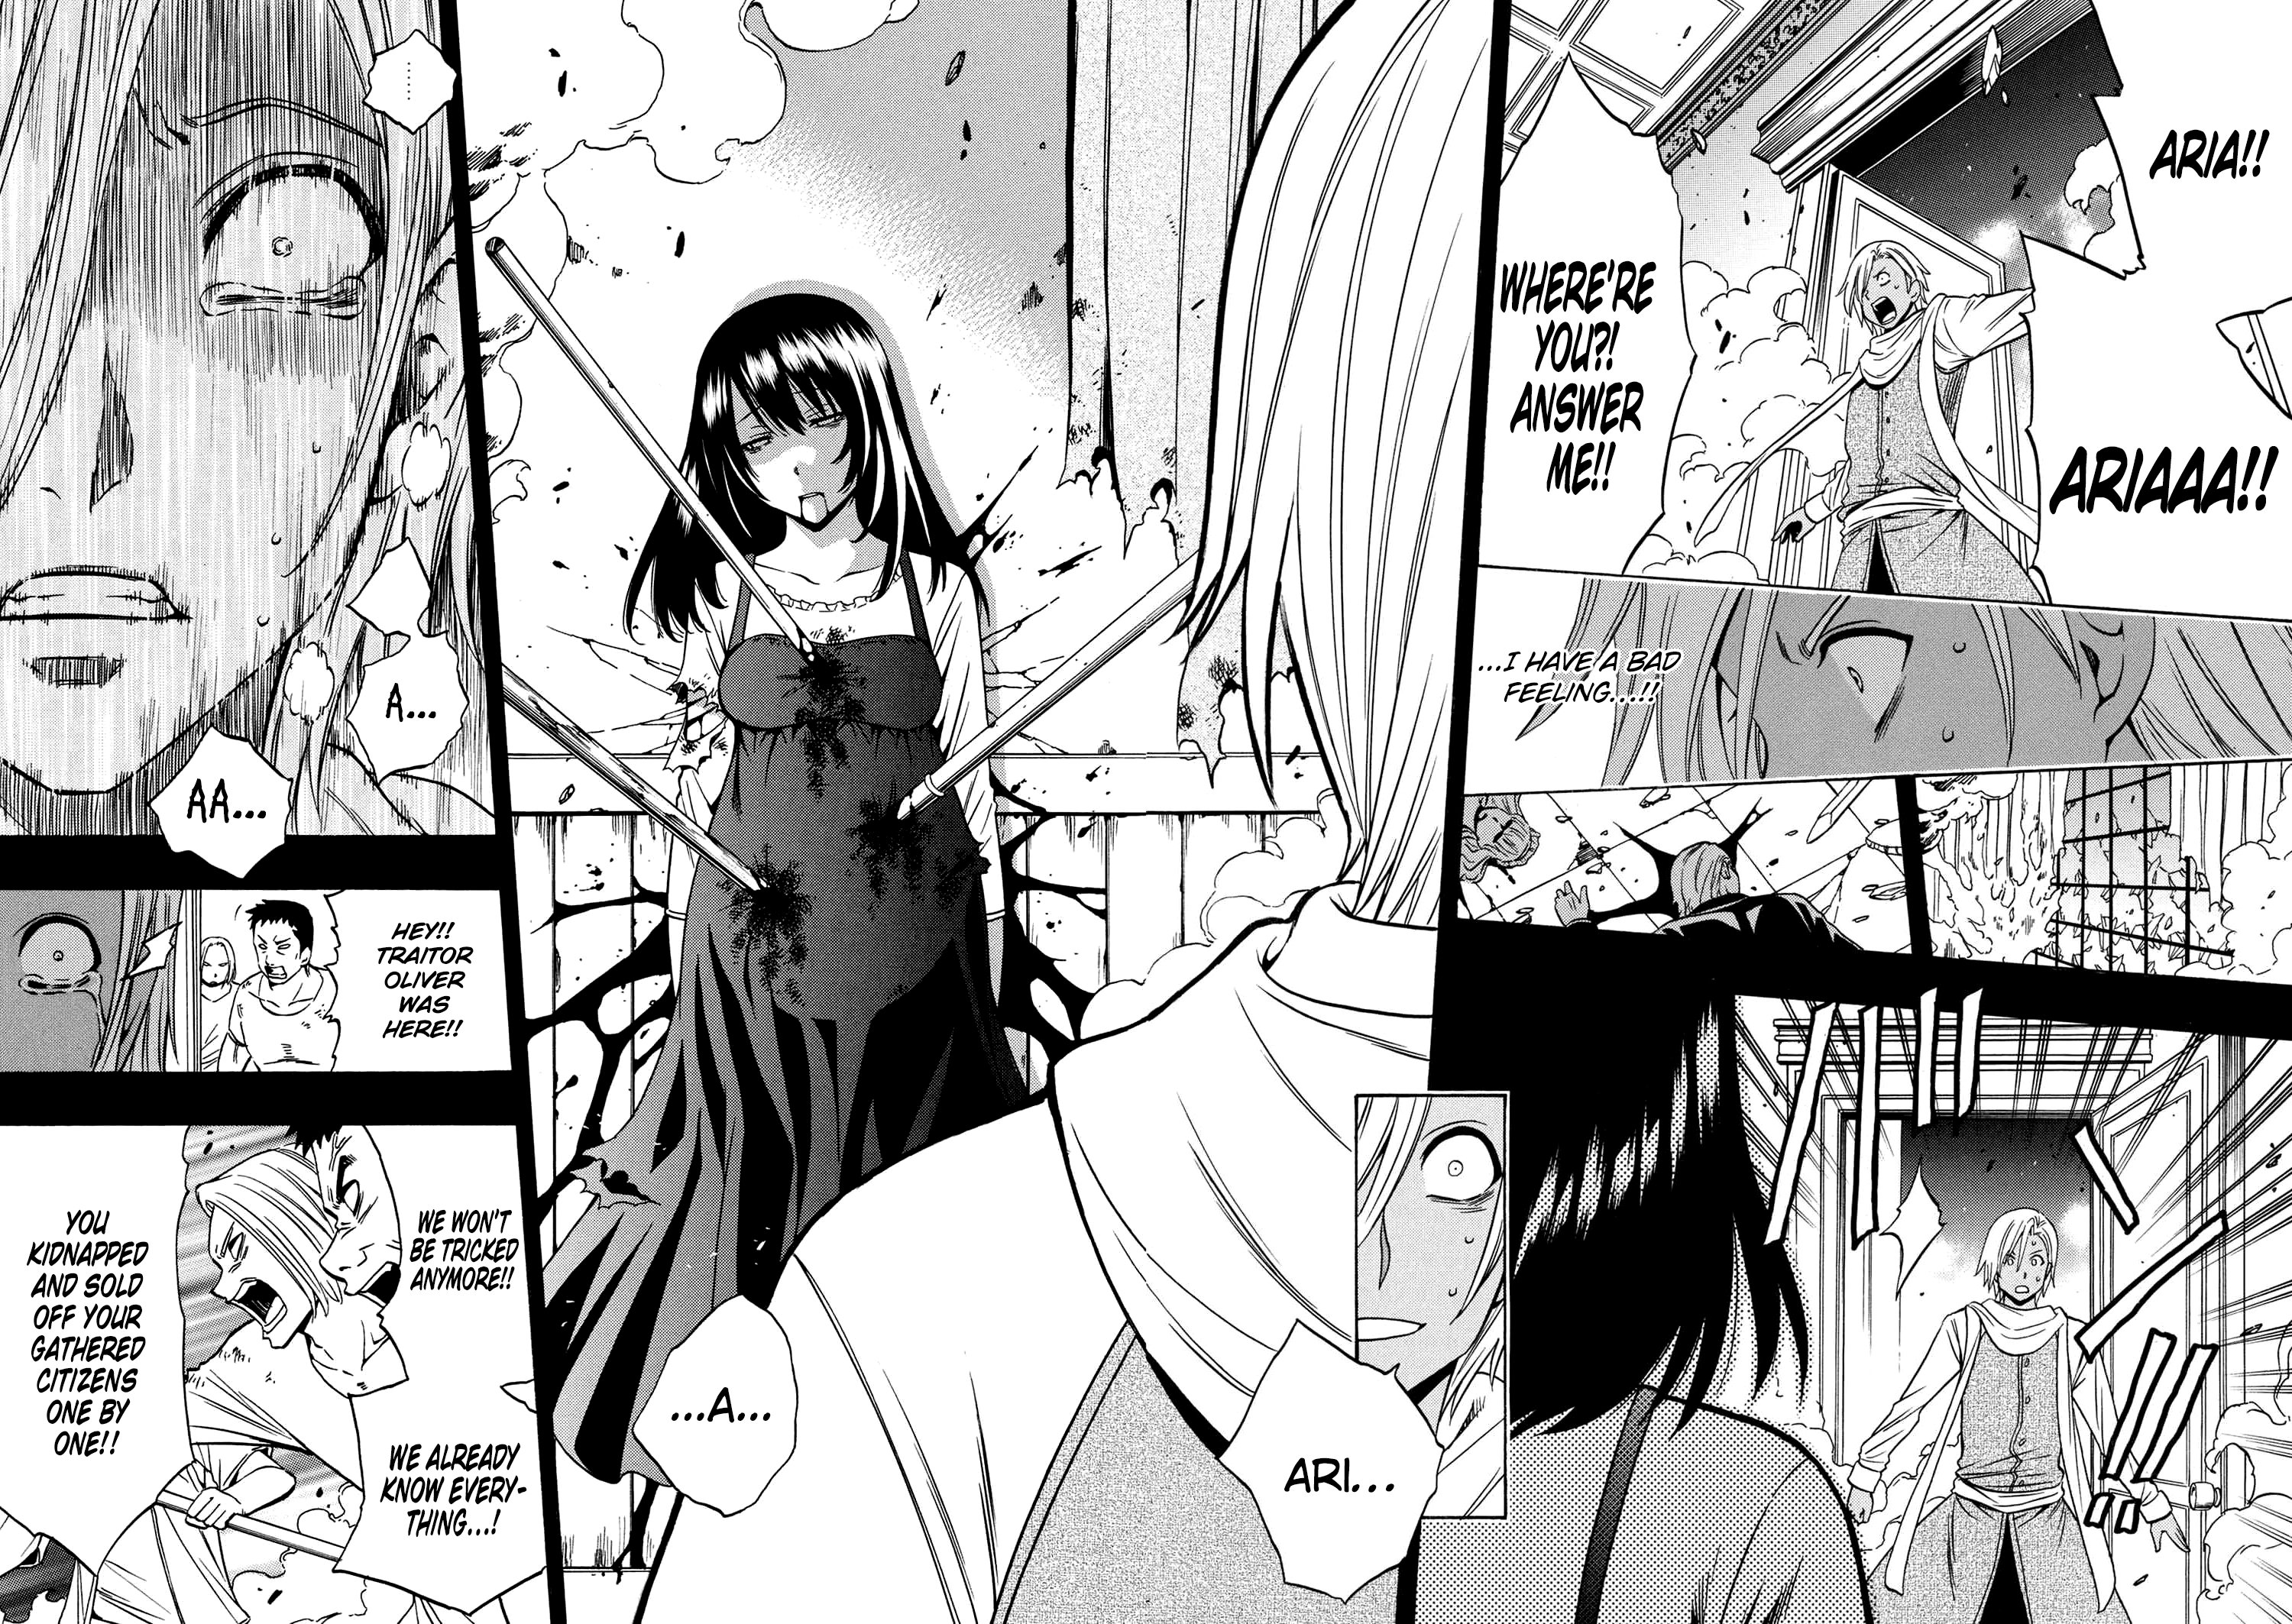 ARIA!!
ARIAAA!!
WHERE'RE
YOU?!
ANSWER
ME!!
...I HAVE A BAD
FEELING...!!
ARI...
...A...
......
A...
AA...
HEY!!
TRAITOR
OLIVER
WAS
HERE!!
WE WON'T
BE TRICKED
ANYMORE!!
WE ALREADY
KNOW EVERY-
THING...!
YOU
KIDNAPPED
AND SOLD
OFF YOUR
GATHERED
CITIZENS
ONE BY
ONE!!